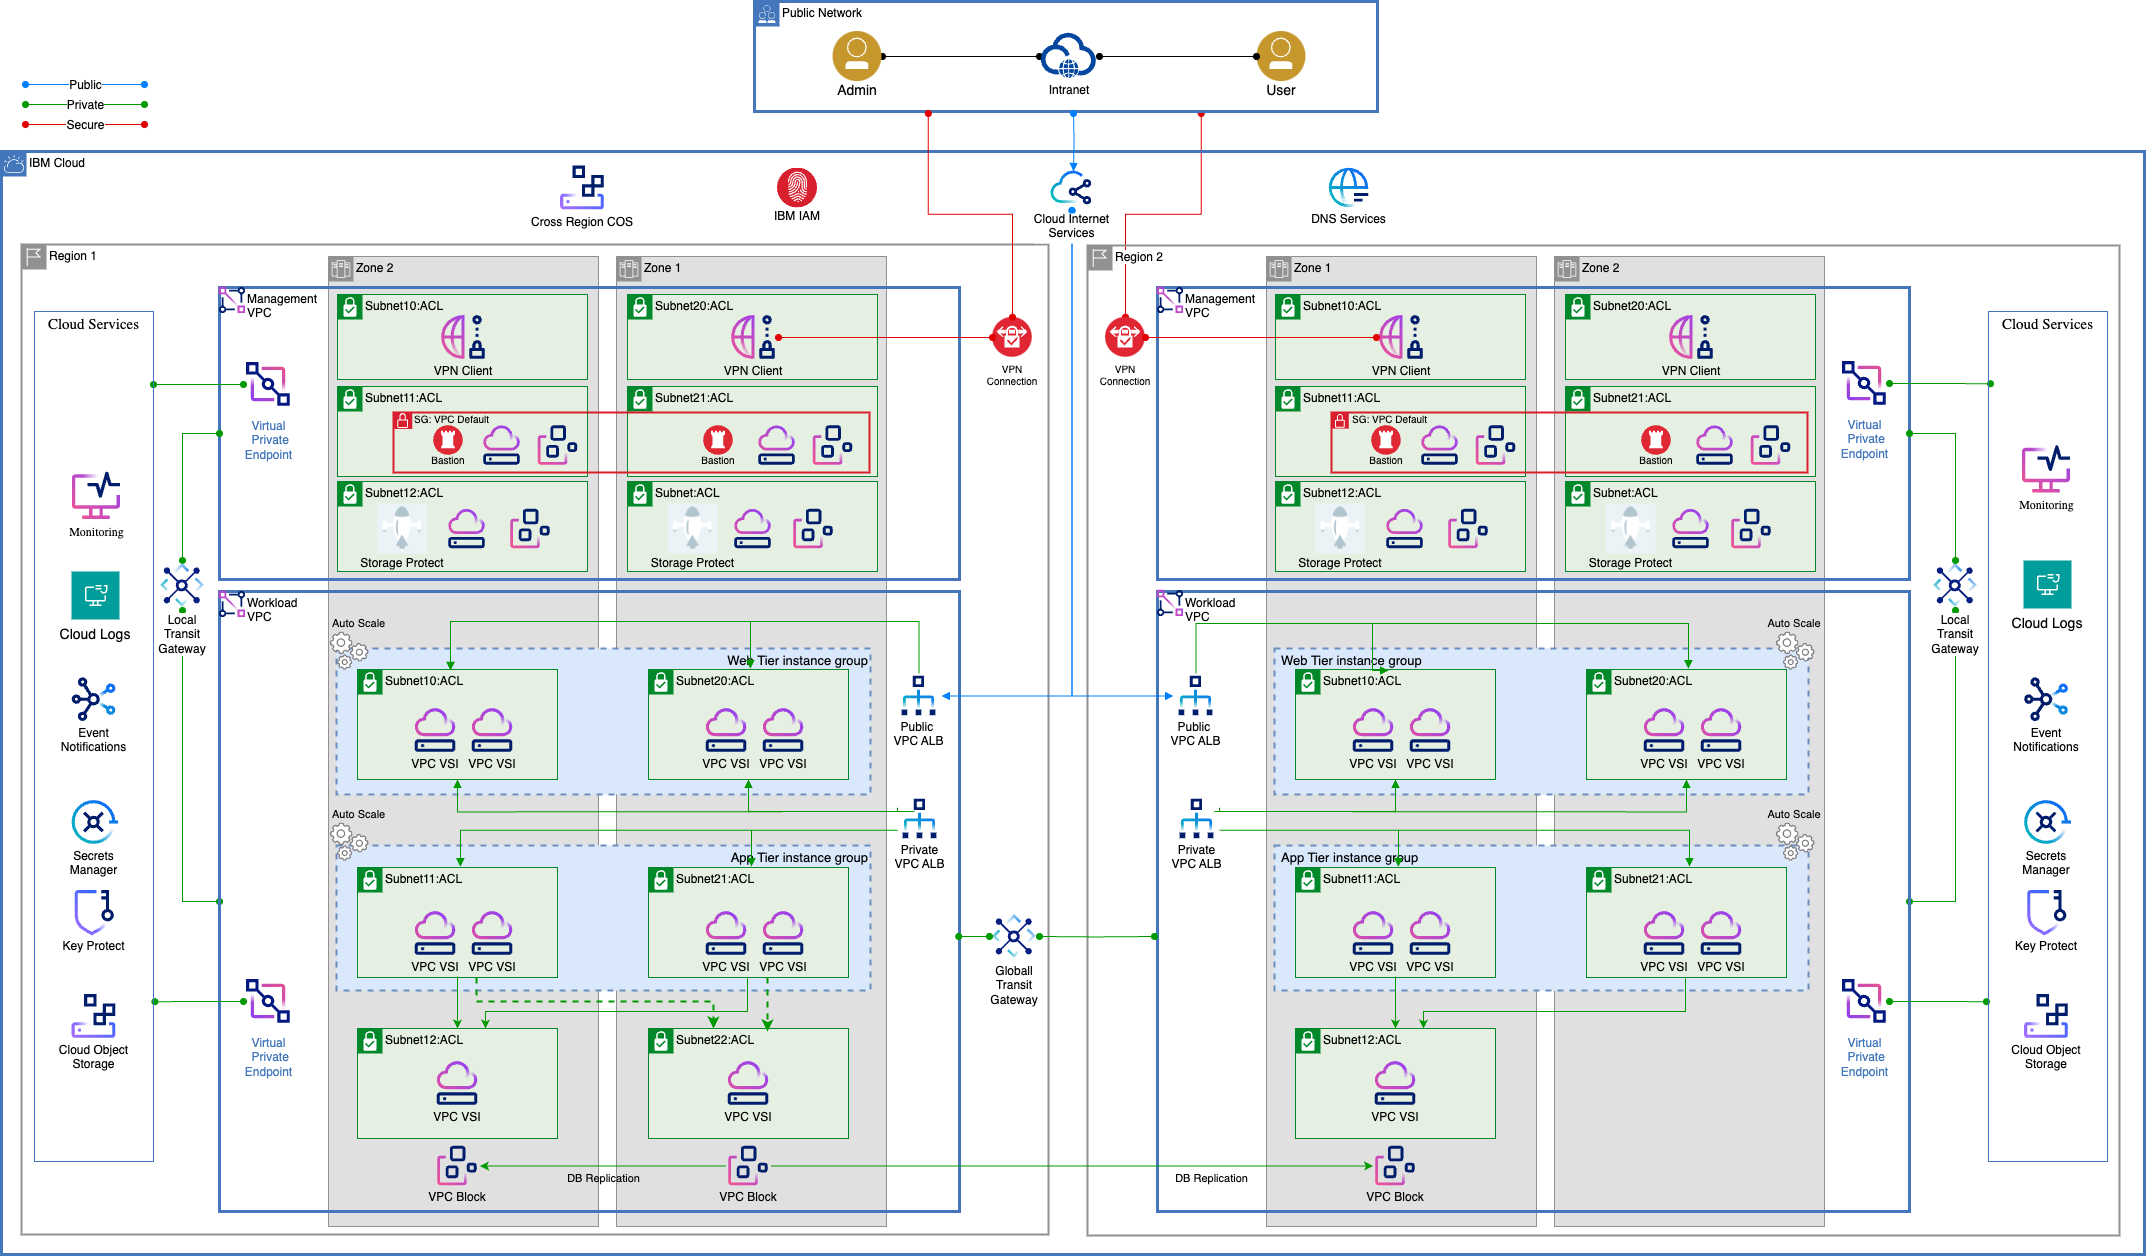 Public Network
Admin
Intranet
User
Public
Private
Secure
IBM Cloud
Cross Region COS
IBM IAM
Cloud Internet
Services
DNS Services
Region 1
Cloud Services
Monitoring
Cloud Logs
Event
Notifications
Secrets
Manager
Key Protect
Cloud Object
Storage
Local
Transit
Gateway
Management
VPC
Virtual
Private
Endpoint
Zone 2
Zone 1
Subnet10:ACL
VPN Client
Subnet20:ACL
VPN Client
Subnet11:ACL
Subnet21:ACL
SG: VPC Default
Bastion
Bastion
Subnet12:ACL
Storage Protect
Subnet:ACL
Storage Protect
VPN
Connection
Workload
VPC
Auto Scale
Web Tier instance group
Subnet10:ACL
VPC VSI
VPC VSI
Subnet20:ACL
VPC VSI
VPC VSI
Public
VPC ALB
Auto Scale
App Tier instance group
Private
VPC ALB
Subnet11:ACL
VPC VSI
VPC VSI
Subnet21:ACL
VPC VSI
VPC VSI
Virtual
Private
Endpoint
Subnet12:ACL
VPC VSI
Subnet22:ACL
VPC VSI
VPC Block
DB Replication
VPC Block
Globall
Transit
Gateway
DB Replication
Region 2
VPN
Connection
Management
VPC
Zone 1
Zone 2
Subnet10:ACL
VPN Client
Subnet20:ACL
VPN Client
Subnet11:ACL
Subnet21:ACL
SG: VPC Default
Bastion
Bastion
Subnet12:ACL
Storage Protect
Subnet:ACL
Storage Protect
Virtual
Private
Endpoint
Workload
VPC
Auto Scale
Web Tier instance group
Subnet10:ACL
VPC VSI
VPC VSI
Subnet20:ACL
VPC VSI
VPC VSI
Public
VPC ALB
Auto Scale
App Tier instance group
Private
VPC ALB
Subnet11:ACL
VPC VSI
VPC VSI
Subnet21:ACL
VPC VSI
VPC VSI
Subnet12:ACL
VPC VSI
VPC Block
Virtual
Private
Endpoint
Local
Transit
Gateway
Cloud Services
Monitoring
Cloud Logs
Event
Notifications
Secrets
Manager
Key Protect
Cloud Object
Storage